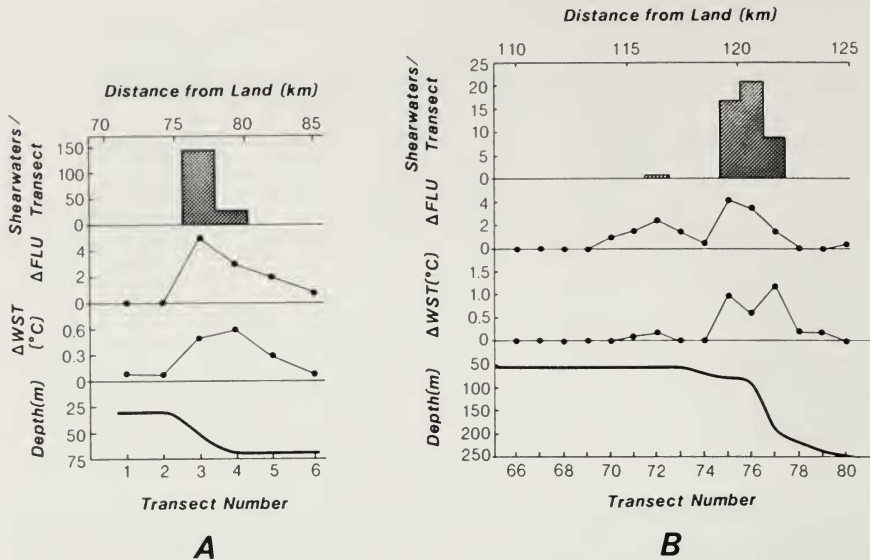 Distance from Land (km)
70 75 80 85
Shearwaters/
Transect
150
100
50
0
ΔFLU
4
2
0
ΔWST
(°C)
0.6
0.3
0
Depth(m)
25
50
75
1 2 3 4 5 6
Transect Number
A
Distance from Land (km)
110 115 120 125
Shearwaters/
Transect
25
20
15
10
5
0
ΔFLU
4
2
0
ΔWST(°C)
1.5
1.0
0.5
0
Depth(m)
50
100
150
200
250
66 68 70 72 74 76 78 80
Transect Number
B